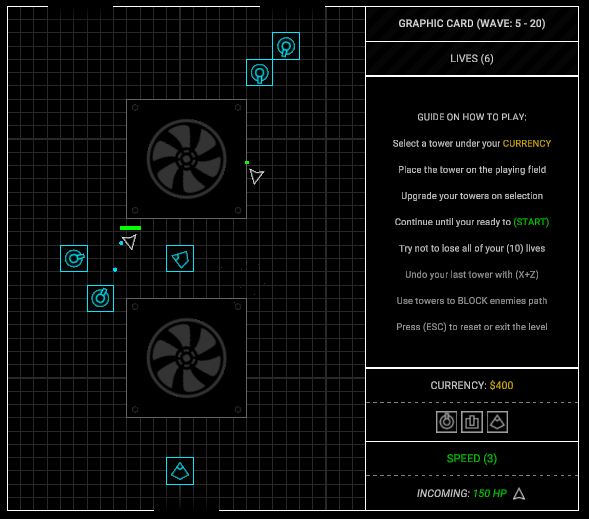 GRAPHIC CARD (WAVE: 5 - 20)
LIVES (6)
GUIDE ON HOW TO PLAY:
Select a tower under your CURRENCY
Place the tower on the playing field
Upgrade your towers on selection
Continue until your ready to (START)
Try not to lose all of your (10) lives
Undo your last tower with (X+Z)
Use towers to BLOCK enemies path
Press (ESC) to reset or exit the level
CURRENCY: $400
SPEED (3)
INCOMING: 150 HP